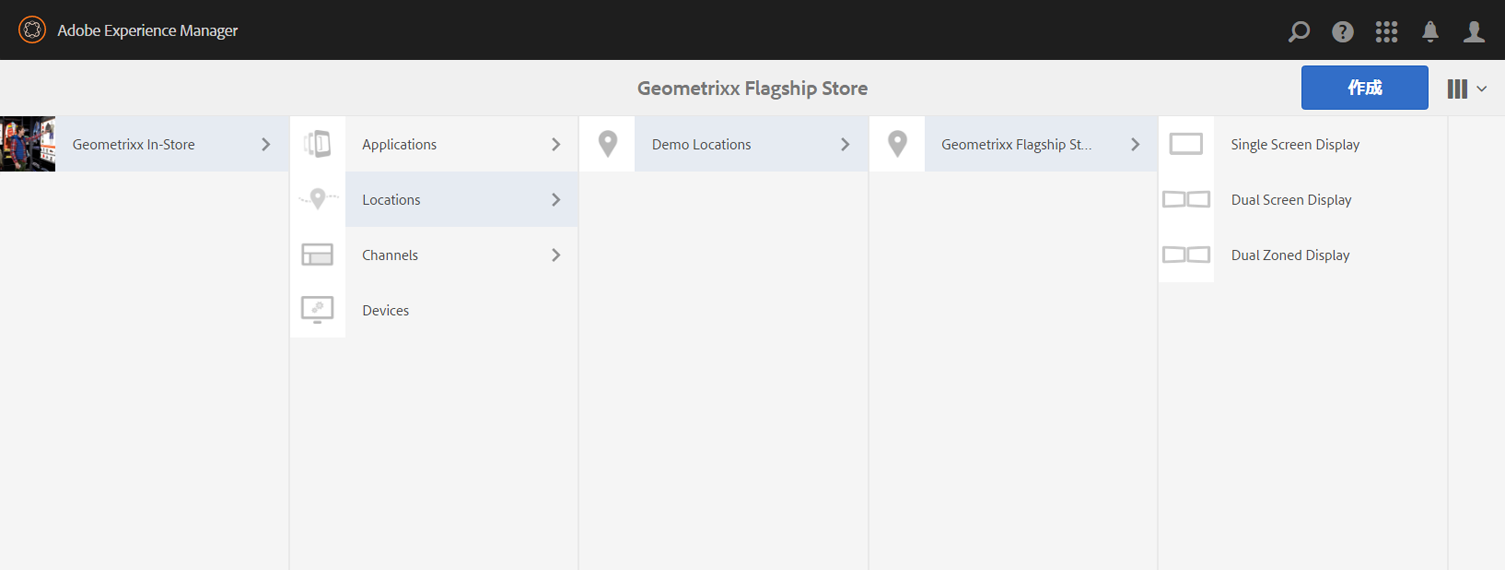 Adobe Experience Manager
Geometrixx Flagship Store
作成
Geometrixx In-Store
Applications
Locations
Channels
Devices
Demo Locations
Geometrixx Flagship St...
Single Screen Display
Dual Screen Display
Dual Zoned Display